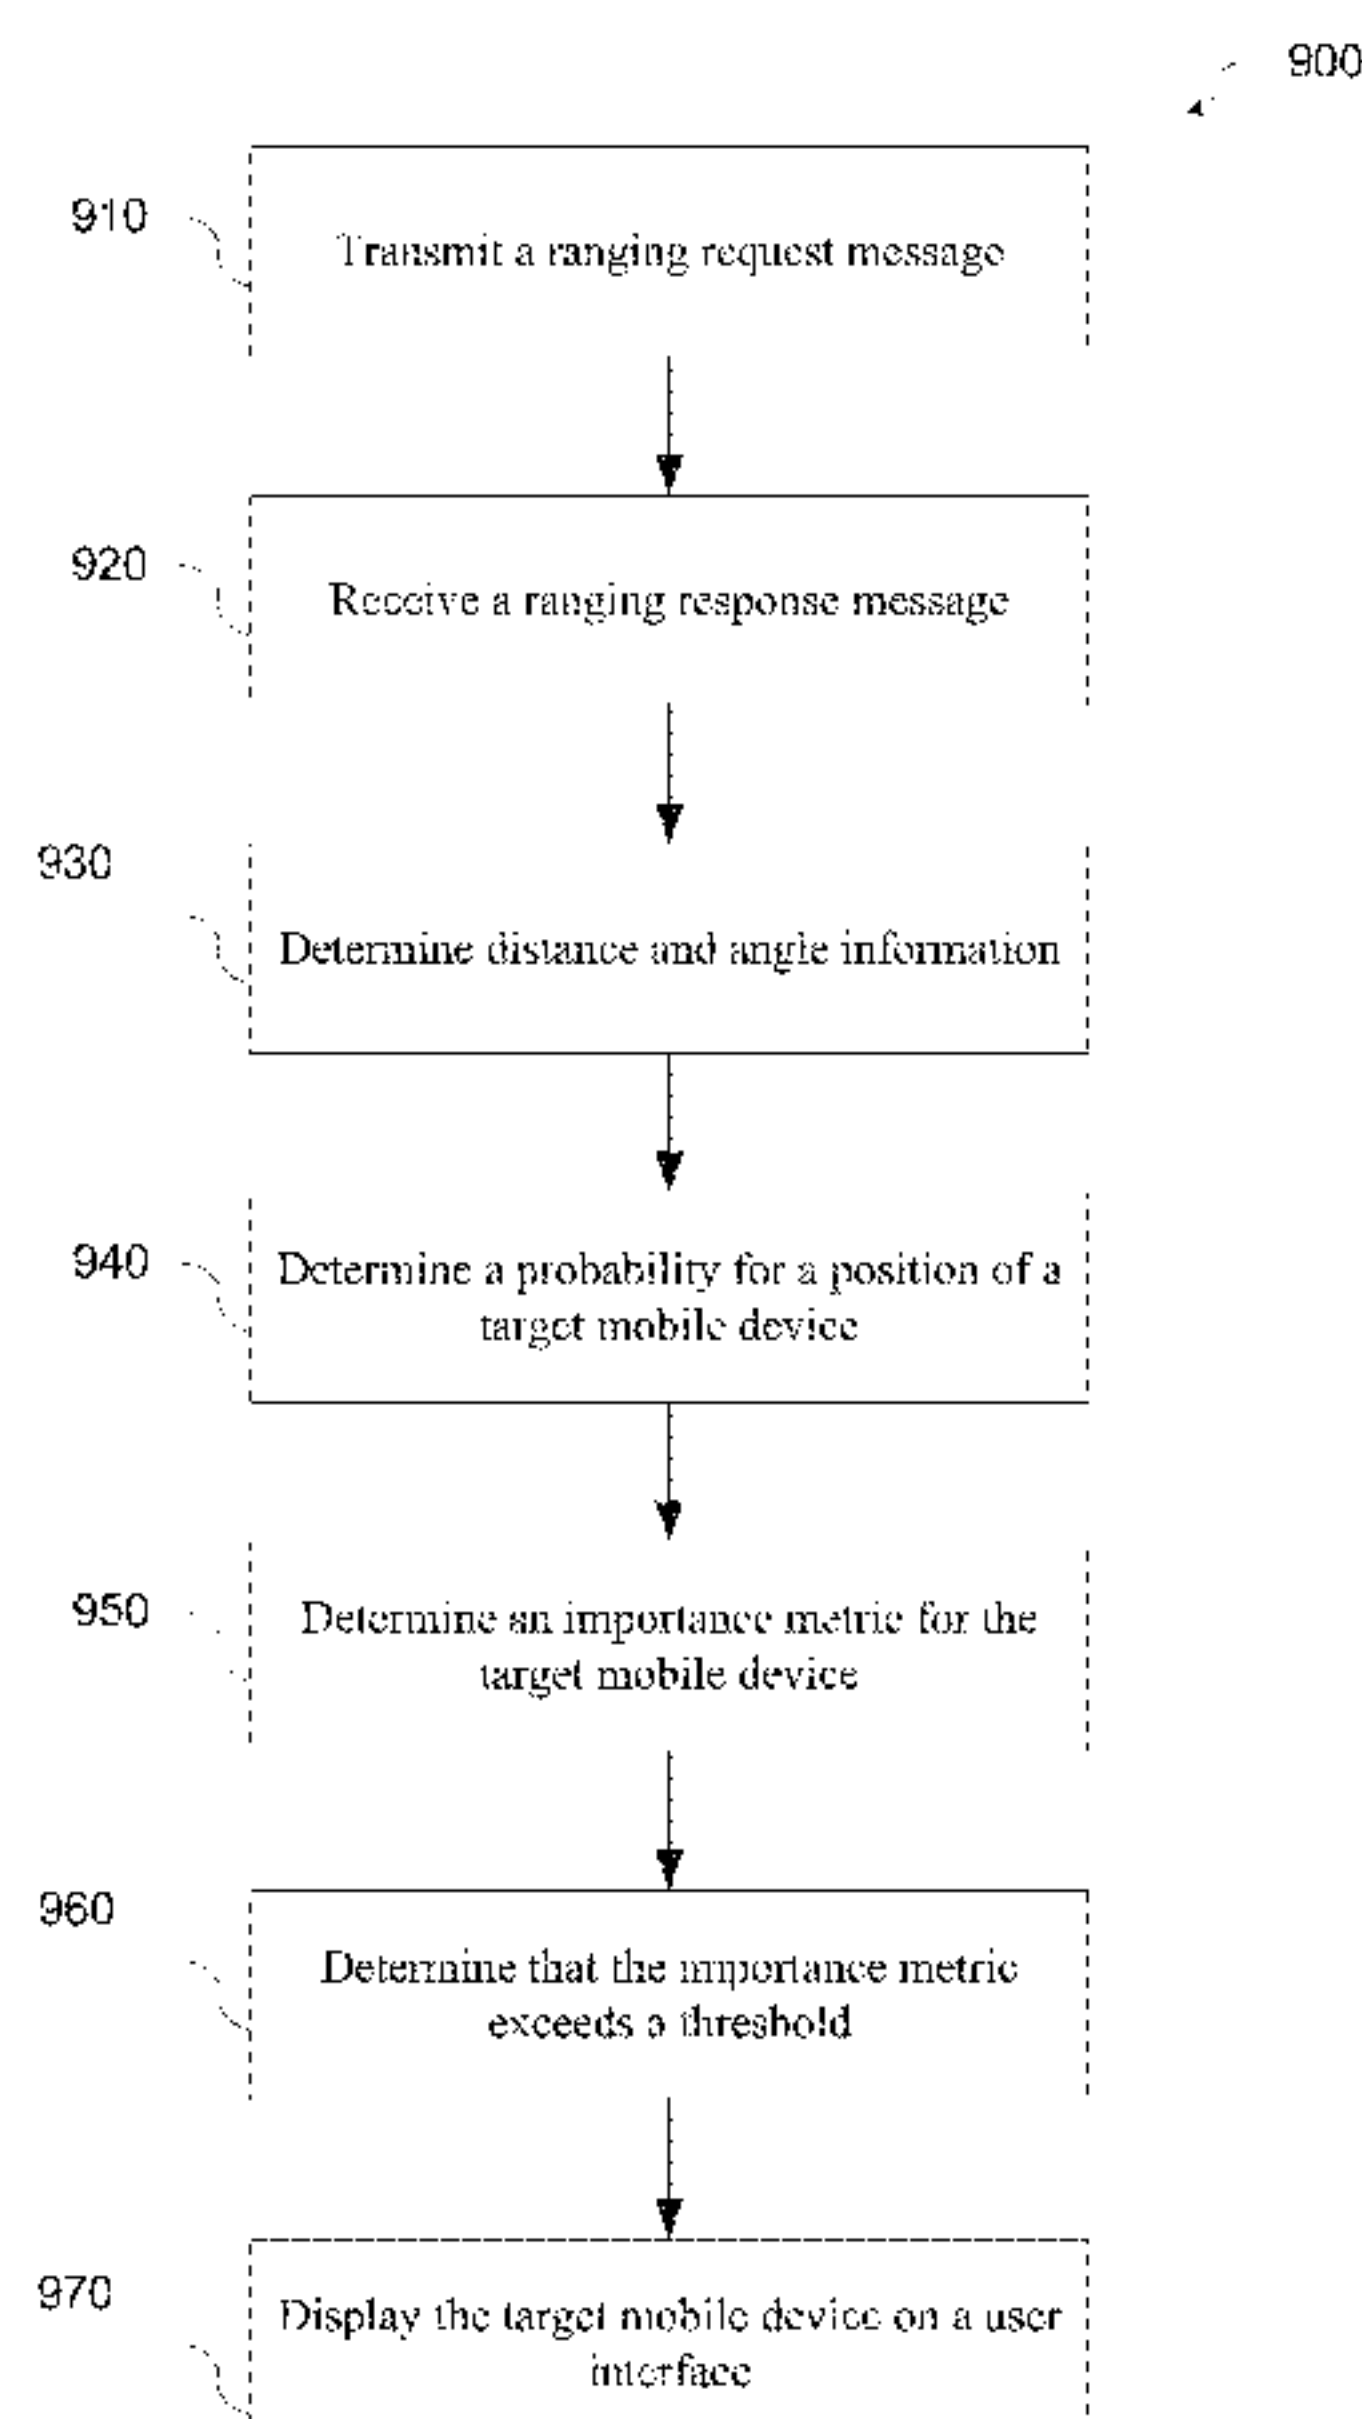 900
910
Transmit a ranging request message
920
Receive a ranging response message
930
Determine distance and angle information
940
Determine a probability for a position of a
target mobile device
950
Determine an importance metric for the
target mobile device
960
Determine that the importance metric
exceeds a threshold
970
Display the target mobile device on a user
interface